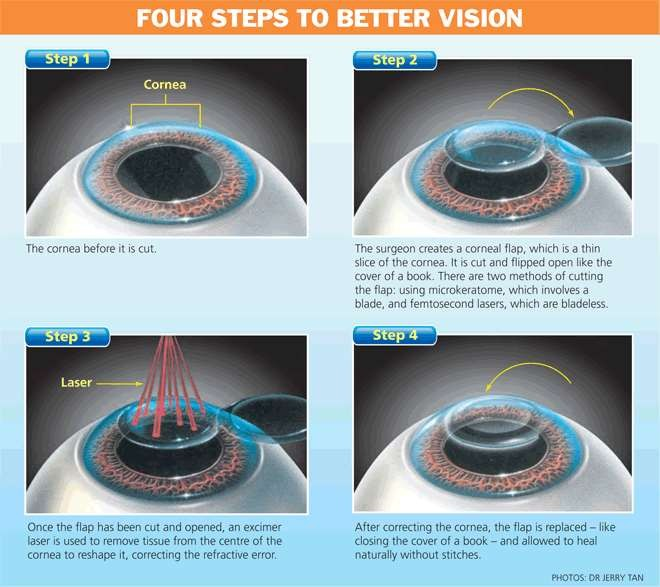 FOUR STEPS TO BETTER VISION
Step 1
Cornea
The cornea before it is cut.
Step 2
The surgeon creates a corneal flap, which is a thin
slice of the cornea. It is cut and flipped open like the
cover of a book. There are two methods of cutting
the flap: using microkeratome, which involves a
blade, and femtosecond lasers, which are bladeless.
Step 3
Laser
Once the flap has been cut and opened, an excimer
laser is used to remove tissue from the centre of the
cornea to reshape it, correcting the refractive error.
Step 4
After correcting the cornea, the flap is replaced – like
closing the cover of a book – and allowed to heal
naturally without stitches.
PHOTOS: DR JERRY TAN